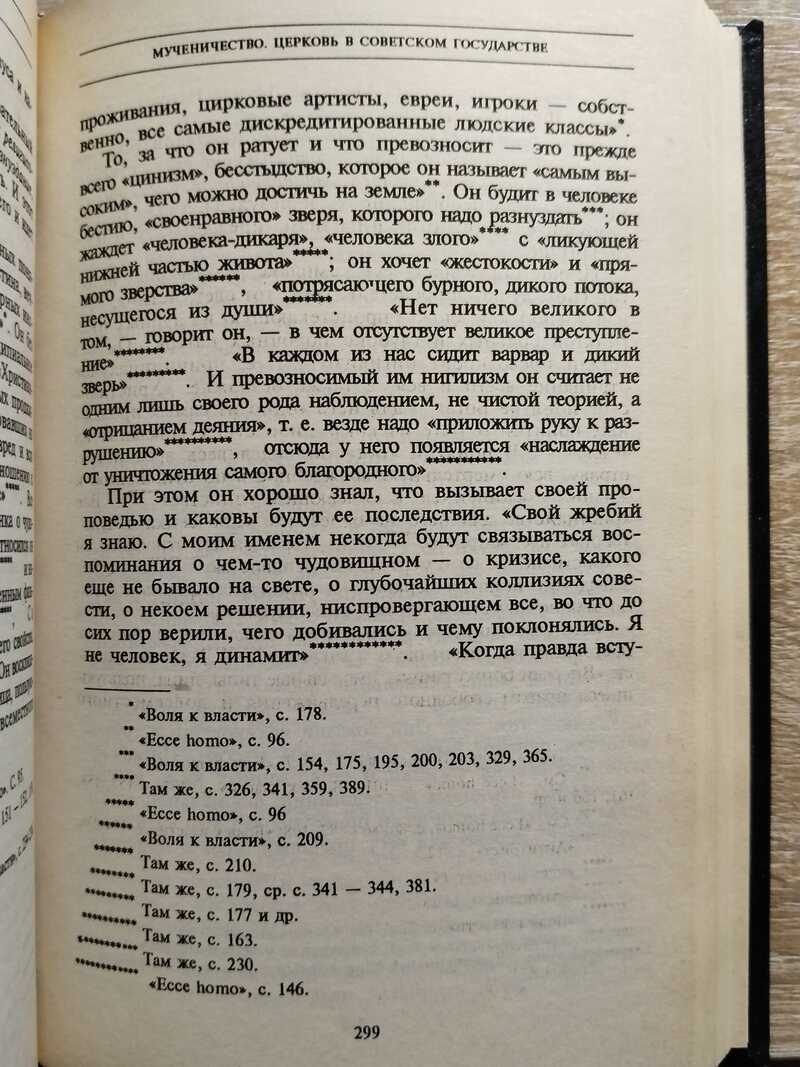 МУЧЕНИЧЕСТВО. ЦЕРКОВЬ В СОВЕТСКОМ ГОСУДАРСТВЕ
проживания, цирковые артисты, евреи, игроки — собст-
венно, все самые дискредитированные людские классы»*.
То, за что он ратует и что превозносит — это прежде
всего «цинизм», бесстыдство, которое он называет «самым вы-
соким», чего можно достичь на земле»**. Он будит в человеке
бестию, «своенравного» зверя, которого надо разнуздать***; он
жаждет «человека-дикаря», «человека злого»**** с «ликующей
нижней частью живота»*****; он хочет «жестокости» и «пря-
мого зверства»******, «потрясающего бурного, дикого потока,
несущегося из души»*******. «Нет ничего великого в
том, — говорит он, — в чем отсутствует великое преступле-
ние»********. «В каждом из нас сидит варвар и дикий
зверь»*********. И превозносимый им нигилизм он считает не
одним лишь своего рода наблюдением, не чистой теорией, а
«отрицанием деяния», т. е. везде надо «приложить руку к раз-
рушению»**********, отсюда у него появляется «наслаждение
от уничтожения самого благородного»***********.
При этом он хорошо знал, что вызывает своей про-
поведью и каковы будут ее последствия. «Свой жребий
я знаю. С моим именем некогда будут связываться вос-
поминания о чем-то чудовищном — о кризисе, какого
еще не бывало на свете, о глубочайших коллизиях сове-
сти, о некоем решении, ниспровергающем все, во что до
сих пор верили, чего добивались и чему поклонялись. Я
не человек, я динамит»************. «Когда правда всту-
* «Воля к власти», с. 178.
** «Ecce homo», с. 96.
*** «Воля к власти», с. 154, 175, 195, 200, 203, 329, 365.
**** Там же, с. 326, 341, 359, 389.
***** «Ecce homo», с. 96
****** «Воля к власти», с. 209.
******* Там же, с. 210.
******** Там же, с. 179, ср. с. 341 — 344, 381.
********* Там же, с. 177 и др.
********** Там же, с. 163.
*********** Там же, с. 230.
************ «Ecce homo», с. 146.
299